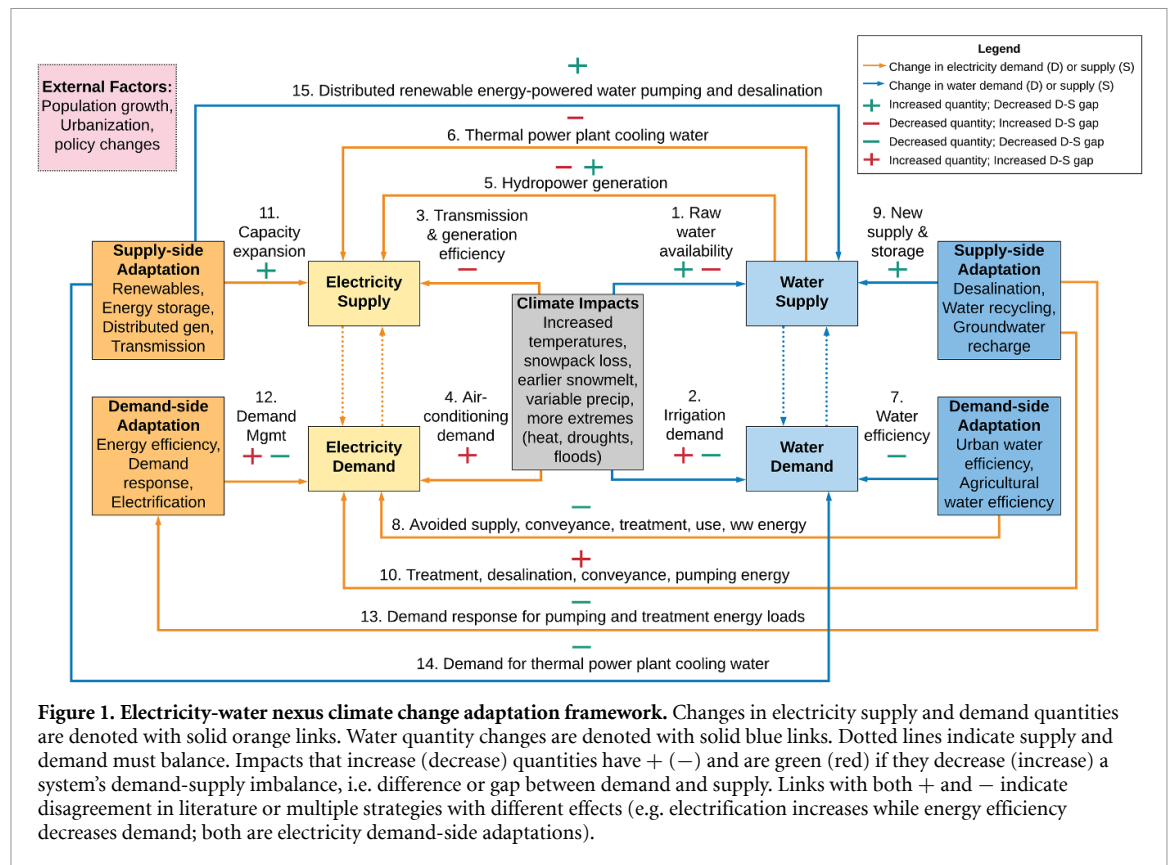 External Factors:
Population growth,
Urbanization,
policy changes
+
15. Distributed renewable energy-powered water pumping and desalination
−
6. Thermal power plant cooling water
− +
5. Hydropower generation
Legend
Change in electricity demand (D) or supply (S)
Change in water demand (D) or supply (S)
+ Increased quantity; Decreased D-S gap
− Decreased quantity; Increased D-S gap
− Decreased quantity; Decreased D-S gap
+ Increased quantity; Increased D-S gap
Supply-side
Adaptation
Renewables,
Energy storage,
Distributed gen,
Transmission
11.
Capacity
expansion
+
Electricity
Supply
3. Transmission
& generation
efficiency
−
1. Raw
water
availability
+ −
Water
Supply
9. New
supply &
storage
+
Supply-side
Adaptation
Desalination,
Water recycling,
Groundwater
recharge
Climate Impacts
Increased
temperatures,
snowpack loss,
earlier snowmelt,
variable precip,
more extremes
(heat, droughts,
floods)
Demand-side
Adaptation
Energy efficiency,
Demand
response,
Electrification
12.
Demand
Mgmt
+ −
Electricity
Demand
4. Air-
conditioning
demand
+
2.
Irrigation
demand
+ −
Water
Demand
7.
Water
efficiency
−
Demand-side
Adaptation
Urban water
efficiency,
Agricultural
water efficiency
−
8. Avoided supply, conveyance, treatment, use, ww energy
+
10. Treatment, desalination, conveyance, pumping energy
−
13. Demand response for pumping and treatment energy loads
−
14. Demand for thermal power plant cooling water
Figure 1. Electricity-water nexus climate change adaptation framework. Changes in electricity supply and demand quantities
are denoted with solid orange links. Water quantity changes are denoted with solid blue links. Dotted lines indicate supply and
demand must balance. Impacts that increase (decrease) quantities have + (−) and are green (red) if they decrease (increase) a
system's demand-supply imbalance, i.e. difference or gap between demand and supply. Links with both + and − indicate
disagreement in literature or multiple strategies with different effects (e.g. electrification increases while energy efficiency
decreases demand; both are electricity demand-side adaptations).